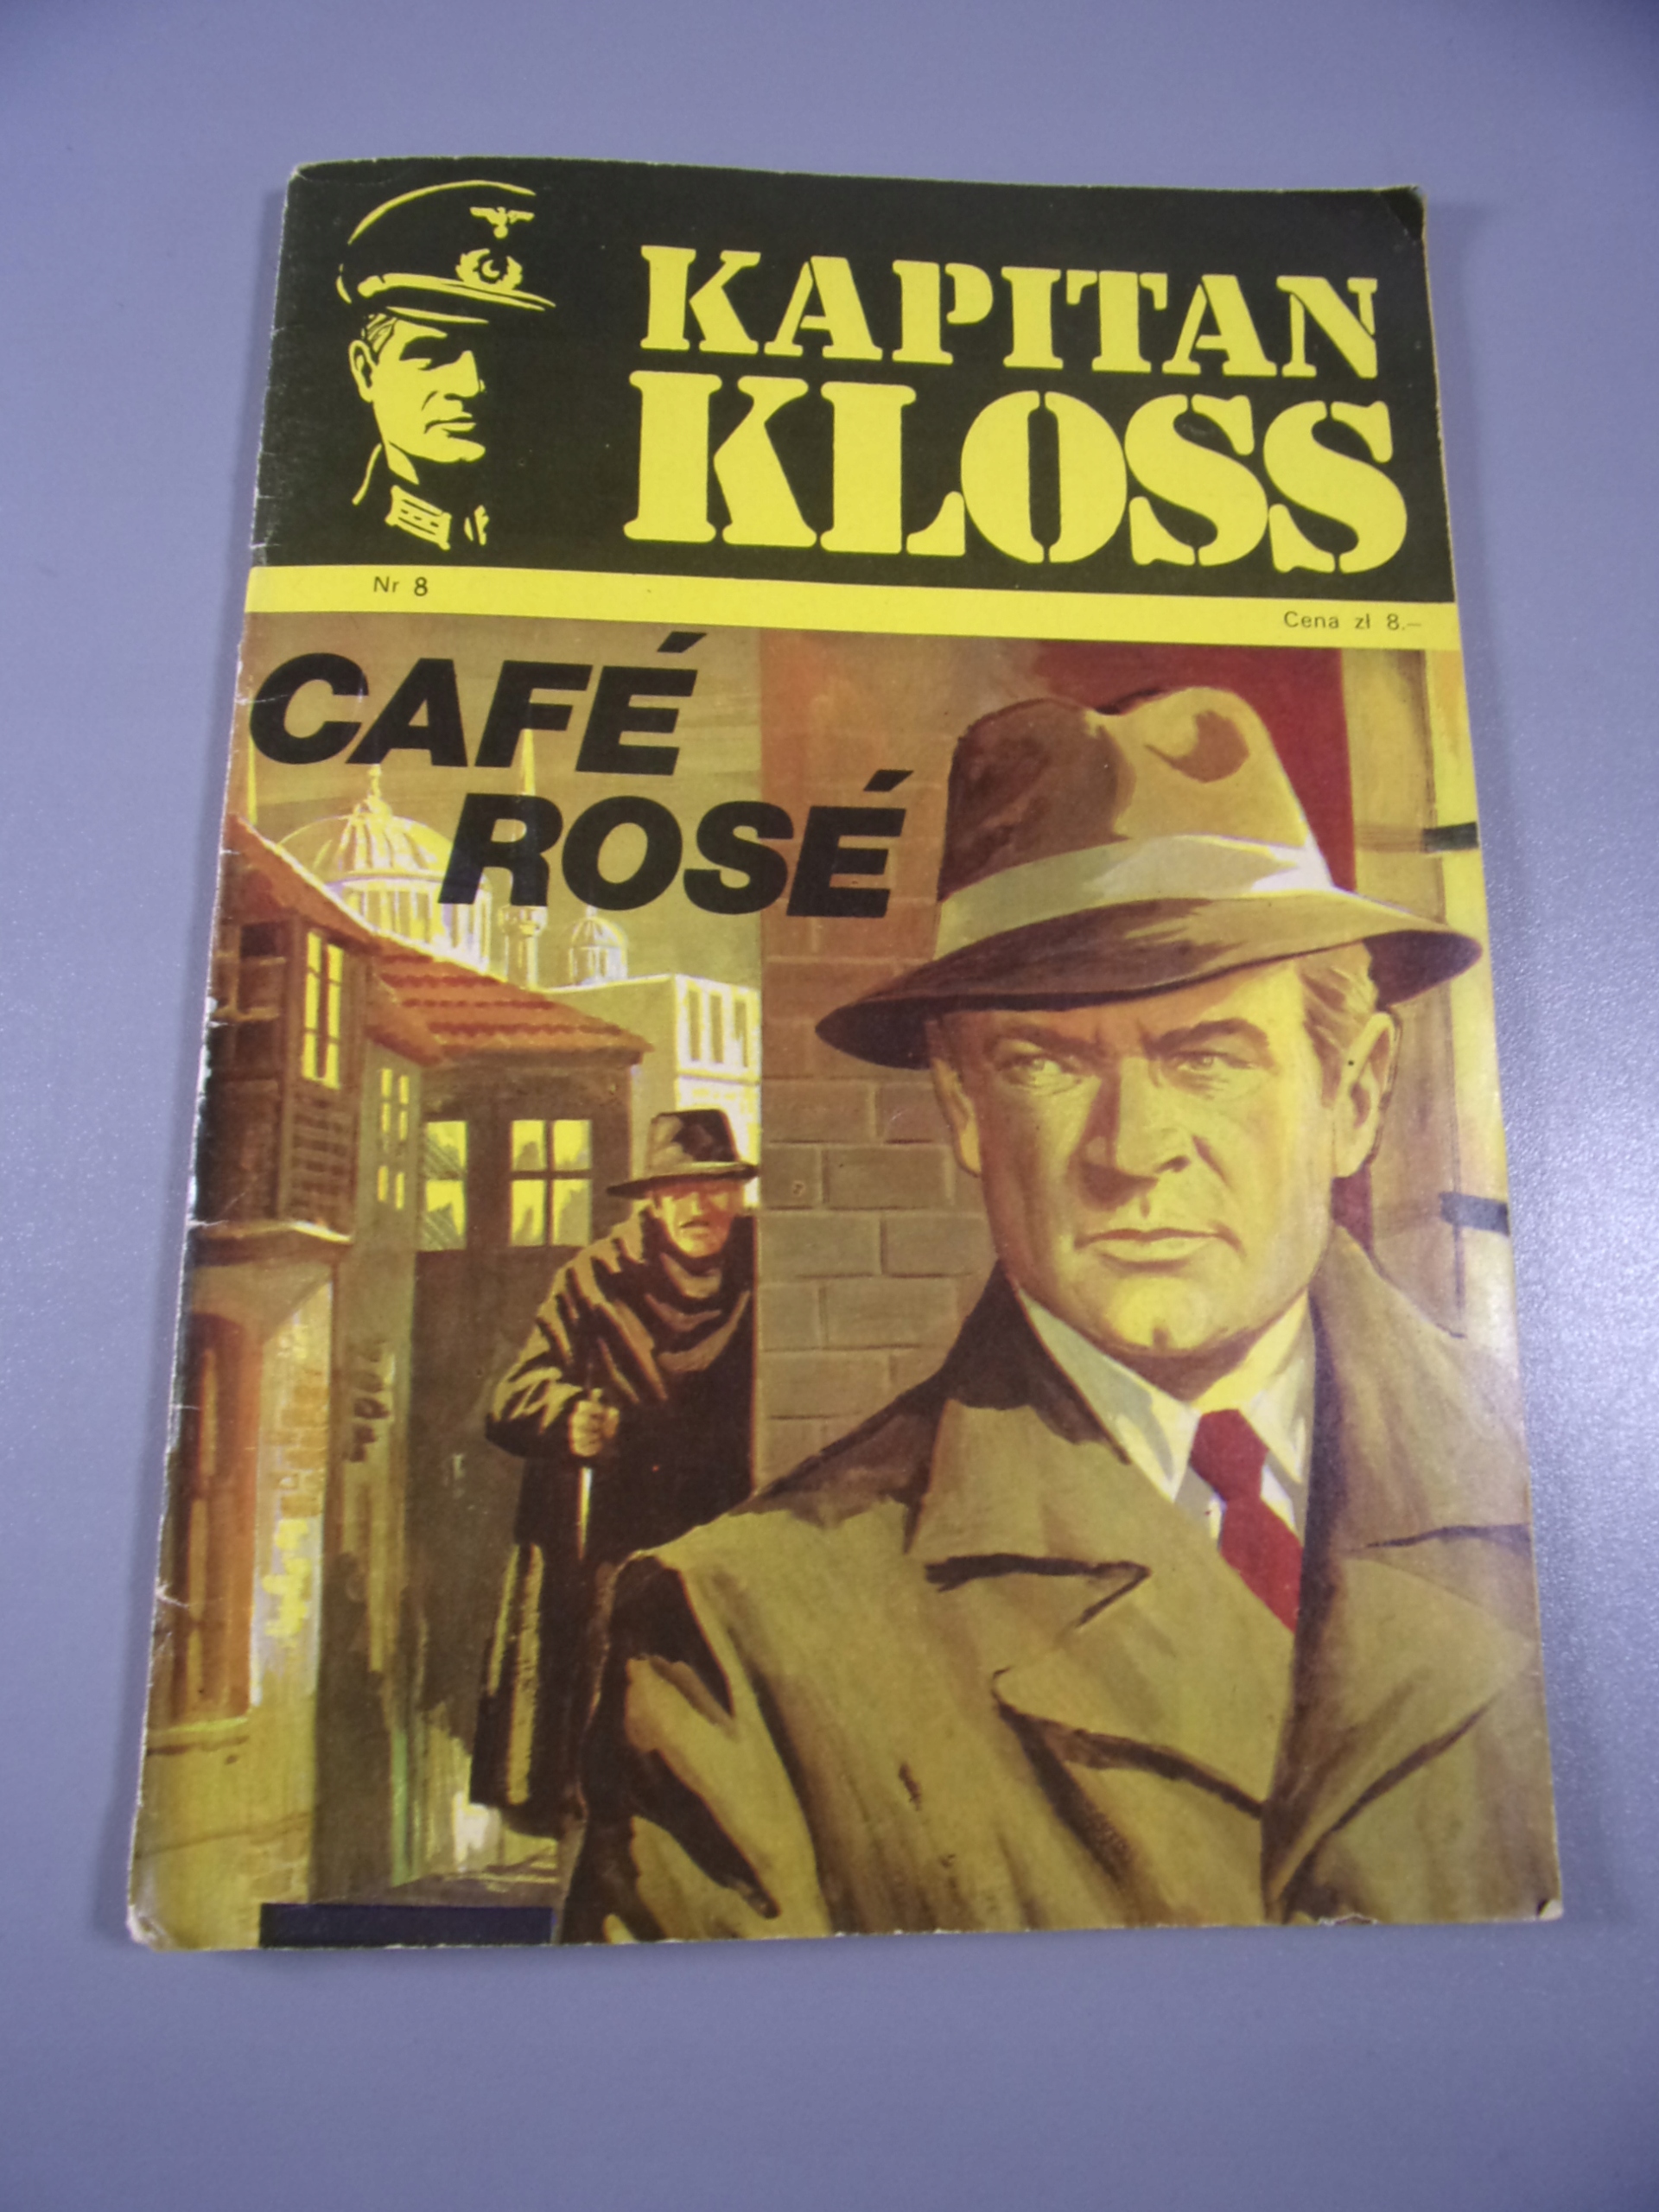 KAPITAN
KLOSS
Nr 8
Cena zł 8.–
CAFÉ
ROSÉ